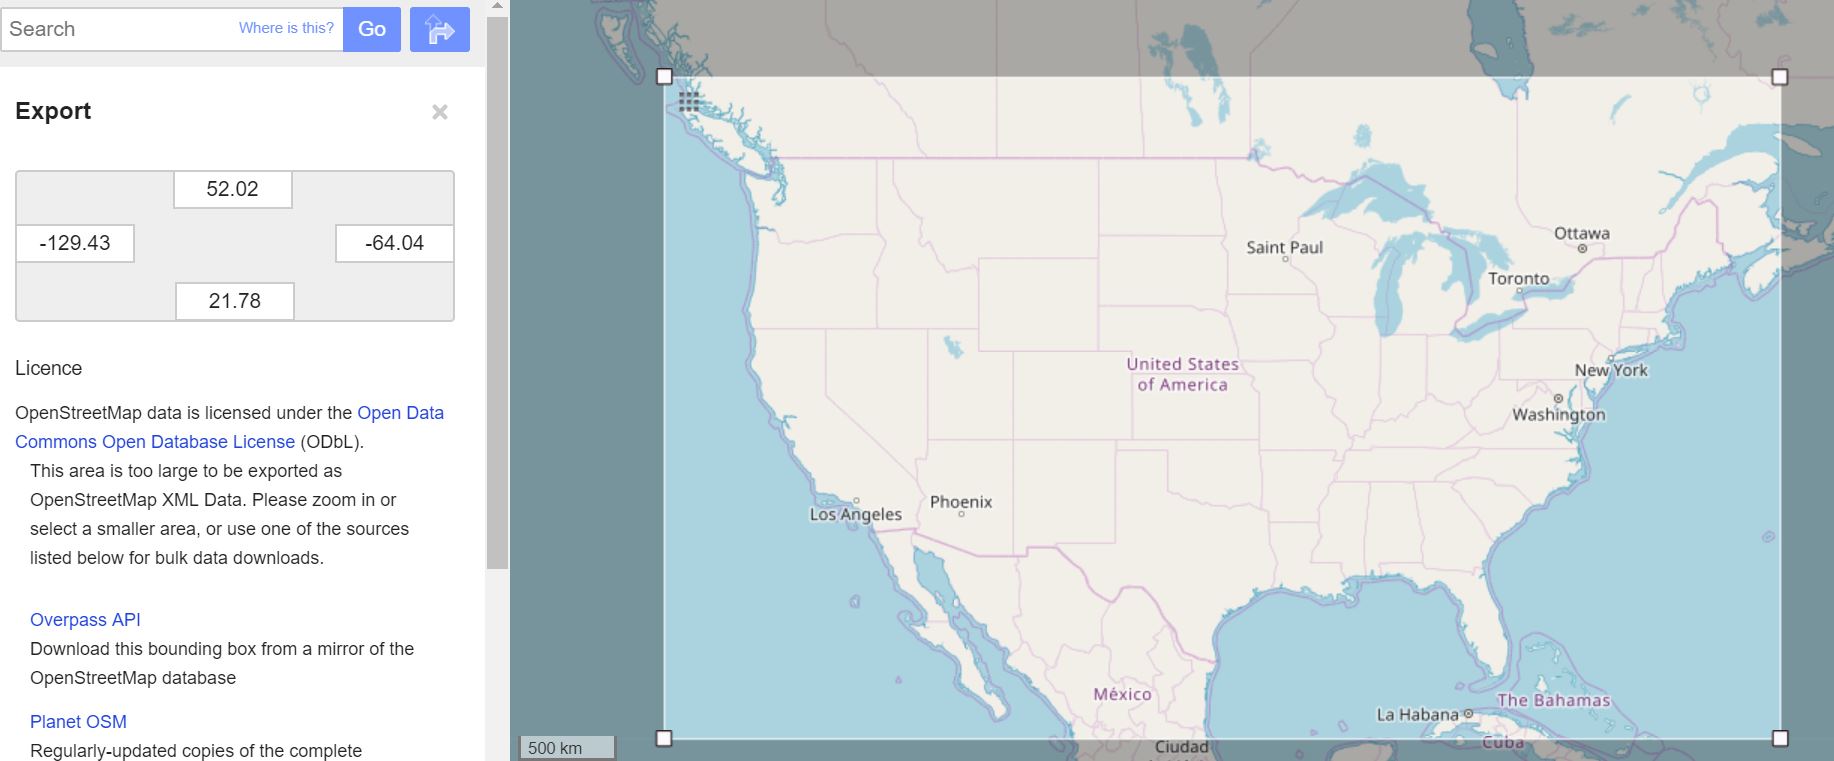 Search
Where is this?
Go
Export
52.02
-129.43
-64.04
21.78
Licence
OpenStreetMap data is licensed under the Open Data
Commons Open Database License (ODbL).
This area is too large to be exported as
OpenStreetMap XML Data. Please zoom in or
select a smaller area, or use one of the sources
listed below for bulk data downloads.
Overpass API
Download this bounding box from a mirror of the
OpenStreetMap database
Planet OSM
Regularly-updated copies of the complete
Ottawa
Saint Paul
Toronto
United States
of America
New York
Washington
Phoenix
Los Angeles
México
The Bahamas
La Habana
Cuba
Ciudad
500 km